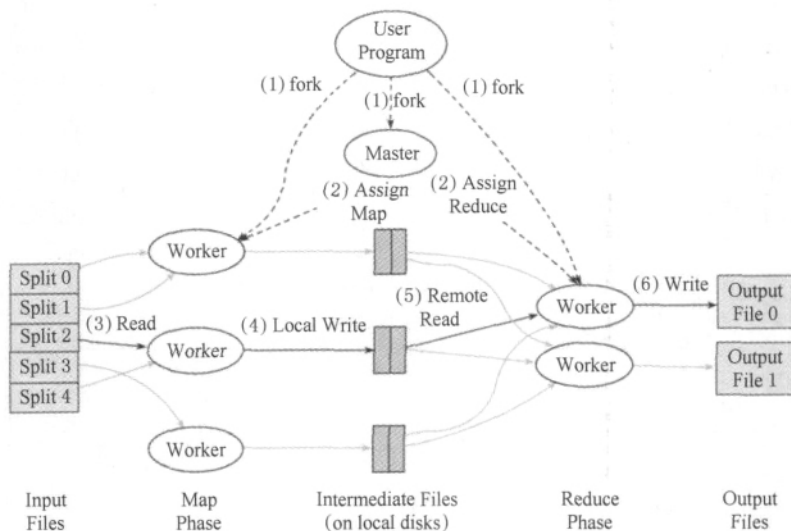 User
Program
(1) fork
(1) fork
(1) fork
Master
(2) Assign
Map
(2) Assign
Reduce
Worker
Split 0
Split 1
Split 2
Split 3
Split 4
(3) Read
Worker
(4) Local Write
(5) Remote
Read
Worker
(6) Write
Output
File 0
Worker
Output
File 1
Worker
Input
Files
Map
Phase
Intermediate Files
(on local disks)
Reduce
Phase
Output
Files